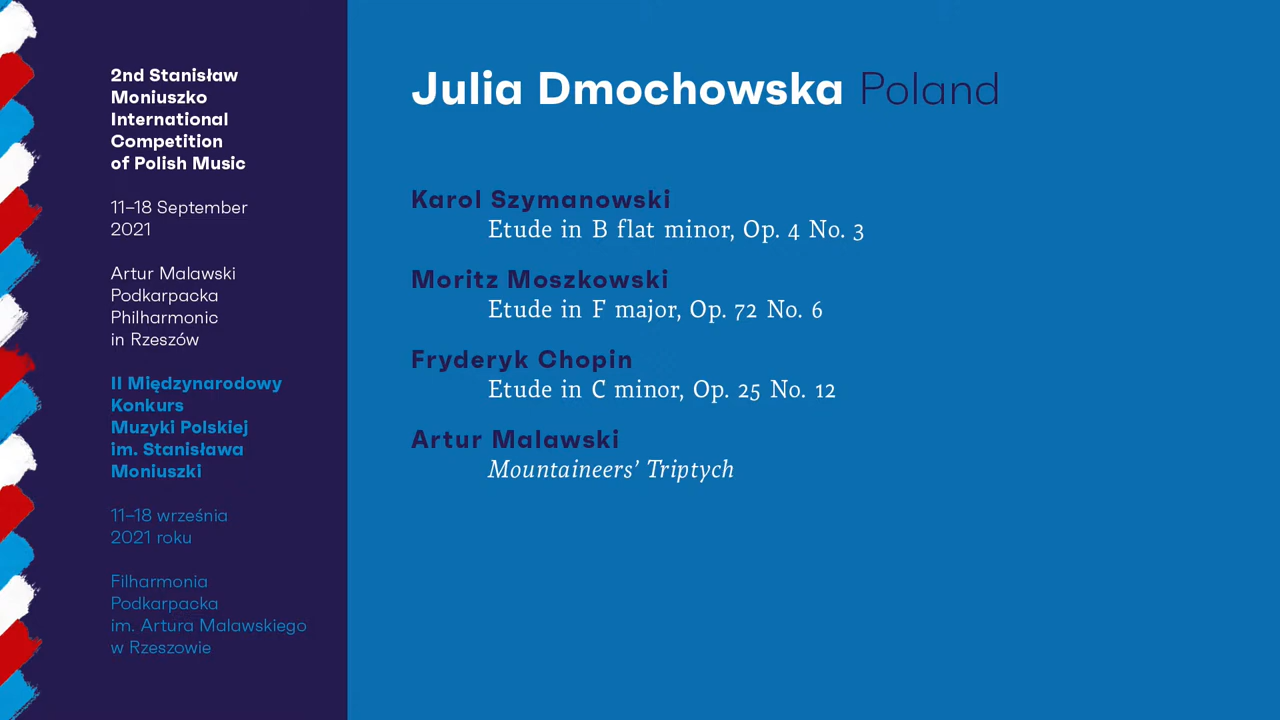 2nd Stanisław
Moniuszko
International
Competition
of Polish Music
11–18 September
2021
Artur Malawski
Podkarpacka
Philharmonic
in Rzeszów
II Międzynarodowy
Konkurs
Muzyki Polskiej
im. Stanisława
Moniuszki
11–18 września
2021 roku
Filharmonia
Podkarpacka
im. Artura Malawskiego
w Rzeszowie
Julia Dmochowska Poland
Karol Szymanowski
Etude in B flat minor, Op. 4 No. 3
Moritz Moszkowski
Etude in F major, Op. 72 No. 6
Fryderyk Chopin
Etude in C minor, Op. 25 No. 12
Artur Malawski
Mountaineers’ Triptych